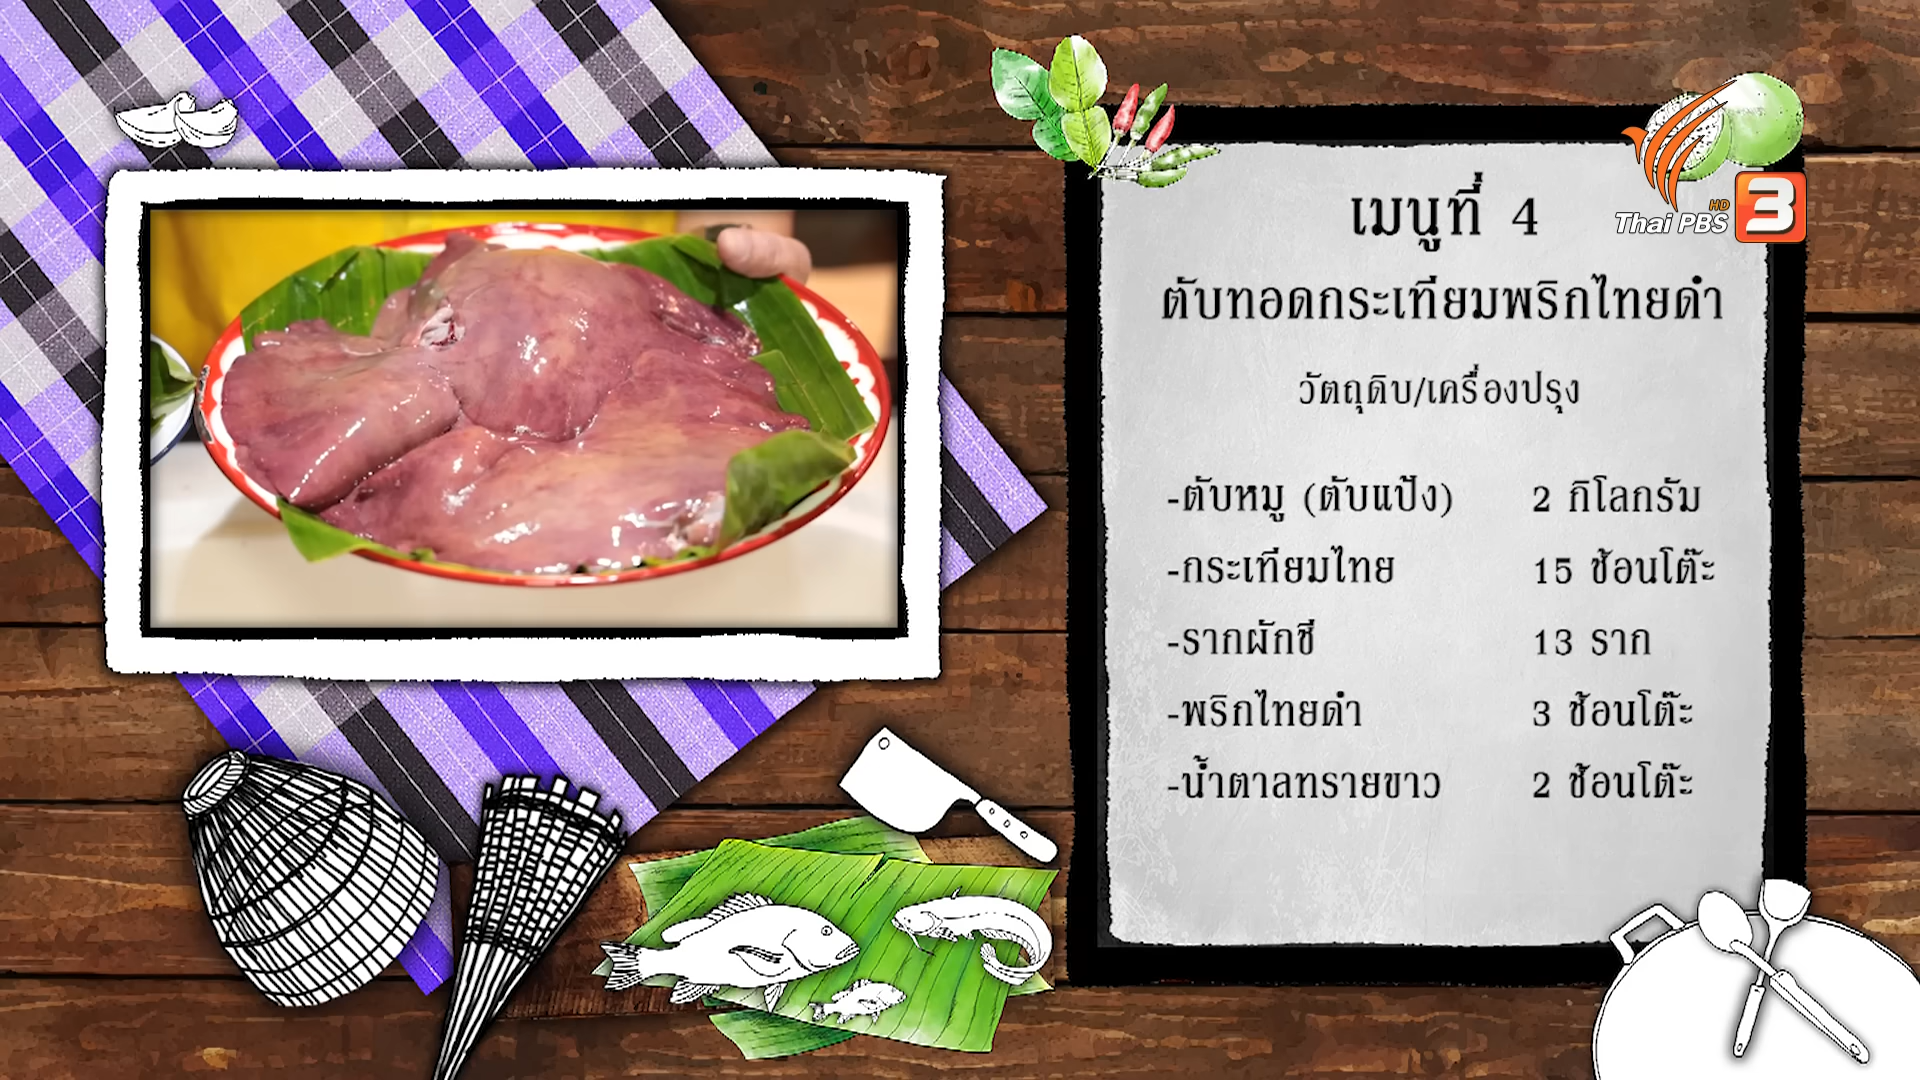 เมนูที่ 4
HD
Thai PBS 3
ตับทอดกระเทียมพริกไทยดำ
วัตถุดิบ/เครื่องปรุง
-ตับหมู (ตับแป้ง) 2 กิโลกรัม
-กระเทียมไทย 15 ช้อนโต๊ะ
-รากผักชี 13 ราก
-พริกไทยดำ 3 ช้อนโต๊ะ
-น้ำตาลทรายขาว 2 ช้อนโต๊ะ